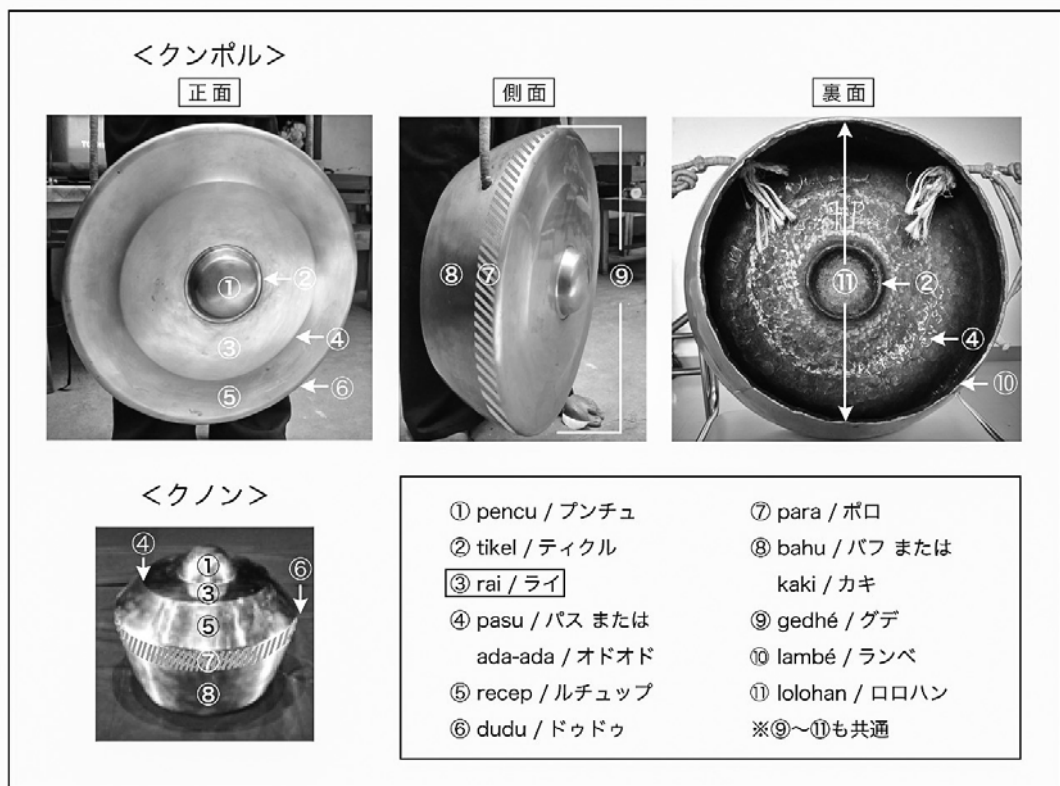 <クンポル>
正面
側面
裏面
①
②
③
④
⑤
⑥
⑧
⑦
⑨
⑪
②
④
⑩
<クノン>
④
①
⑥
③
⑤
⑦
⑧
① pencu / プンチュ
② tikel / ティクル
③ rai / ライ
④ pasu / パス または
ada-ada / オドオド
⑤ recep / ルチュップ
⑥ dudu / ドゥドゥ
⑦ para / ポロ
⑧ bahu / バフ または
kaki / カキ
⑨ gedhé / グデ
⑩ lambé / ランベ
⑪ lolohan / ロロハン
※⑨〜⑪も共通